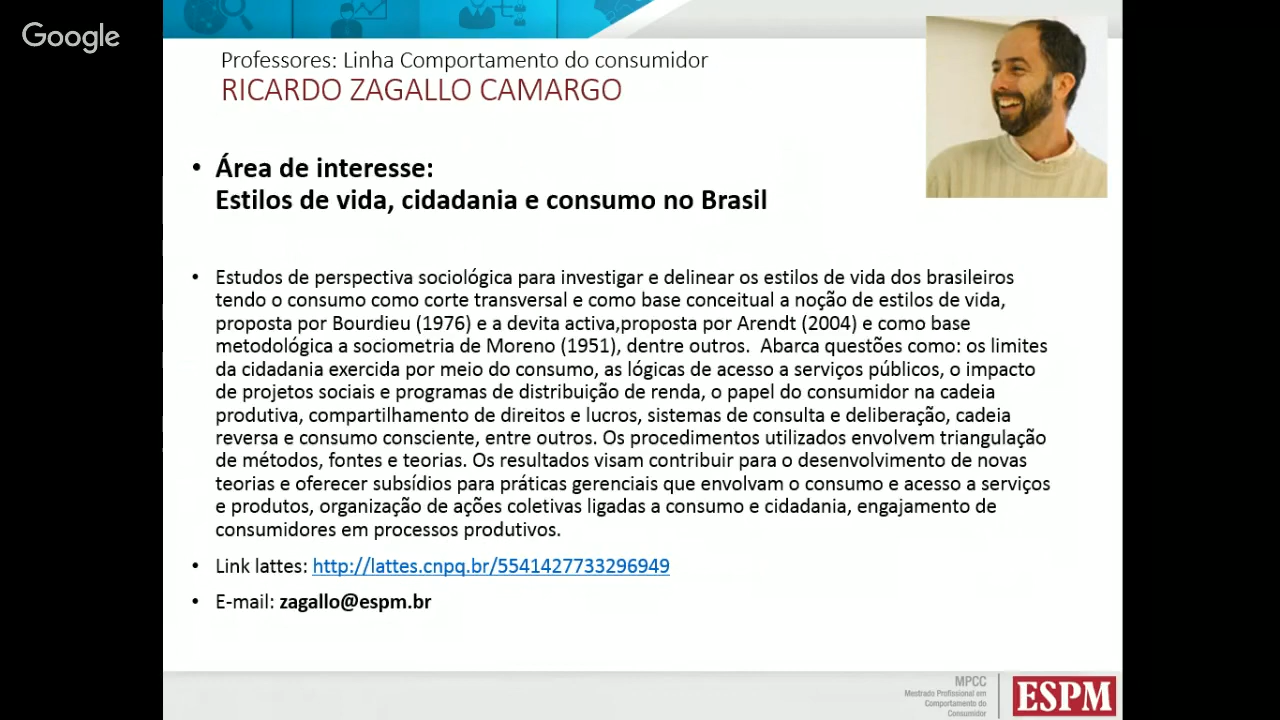 Google
Professores: Linha Comportamento do consumidor
RICARDO ZAGALLO CAMARGO
• Área de interesse:
Estilos de vida, cidadania e consumo no Brasil
• Estudos de perspectiva sociológica para investigar e delinear os estilos de vida dos brasileiros
tendo o consumo como corte transversal e como base conceitual a noção de estilos de vida,
proposta por Bourdieu (1976) e a devita activa,proposta por Arendt (2004) e como base
metodológica a sociometria de Moreno (1951), dentre outros.  Abarca questões como: os limites
da cidadania exercida por meio do consumo, as lógicas de acesso a serviços públicos, o impacto
de projetos sociais e programas de distribuição de renda, o papel do consumidor na cadeia
produtiva, compartilhamento de direitos e lucros, sistemas de consulta e deliberação, cadeia
reversa e consumo consciente, entre outros. Os procedimentos utilizados envolvem triangulação
de métodos, fontes e teorias. Os resultados visam contribuir para o desenvolvimento de novas
teorias e oferecer subsídios para práticas gerenciais que envolvam o consumo e acesso a serviços
e produtos, organização de ações coletivas ligadas a consumo e cidadania, engajamento de
consumidores em processos produtivos.
• Link lattes: http://lattes.cnpq.br/5541427733296949
• E-mail: zagallo@espm.br
MPCC
Mestrado Profissional em
Comportamento do
Consumidor
ESPM